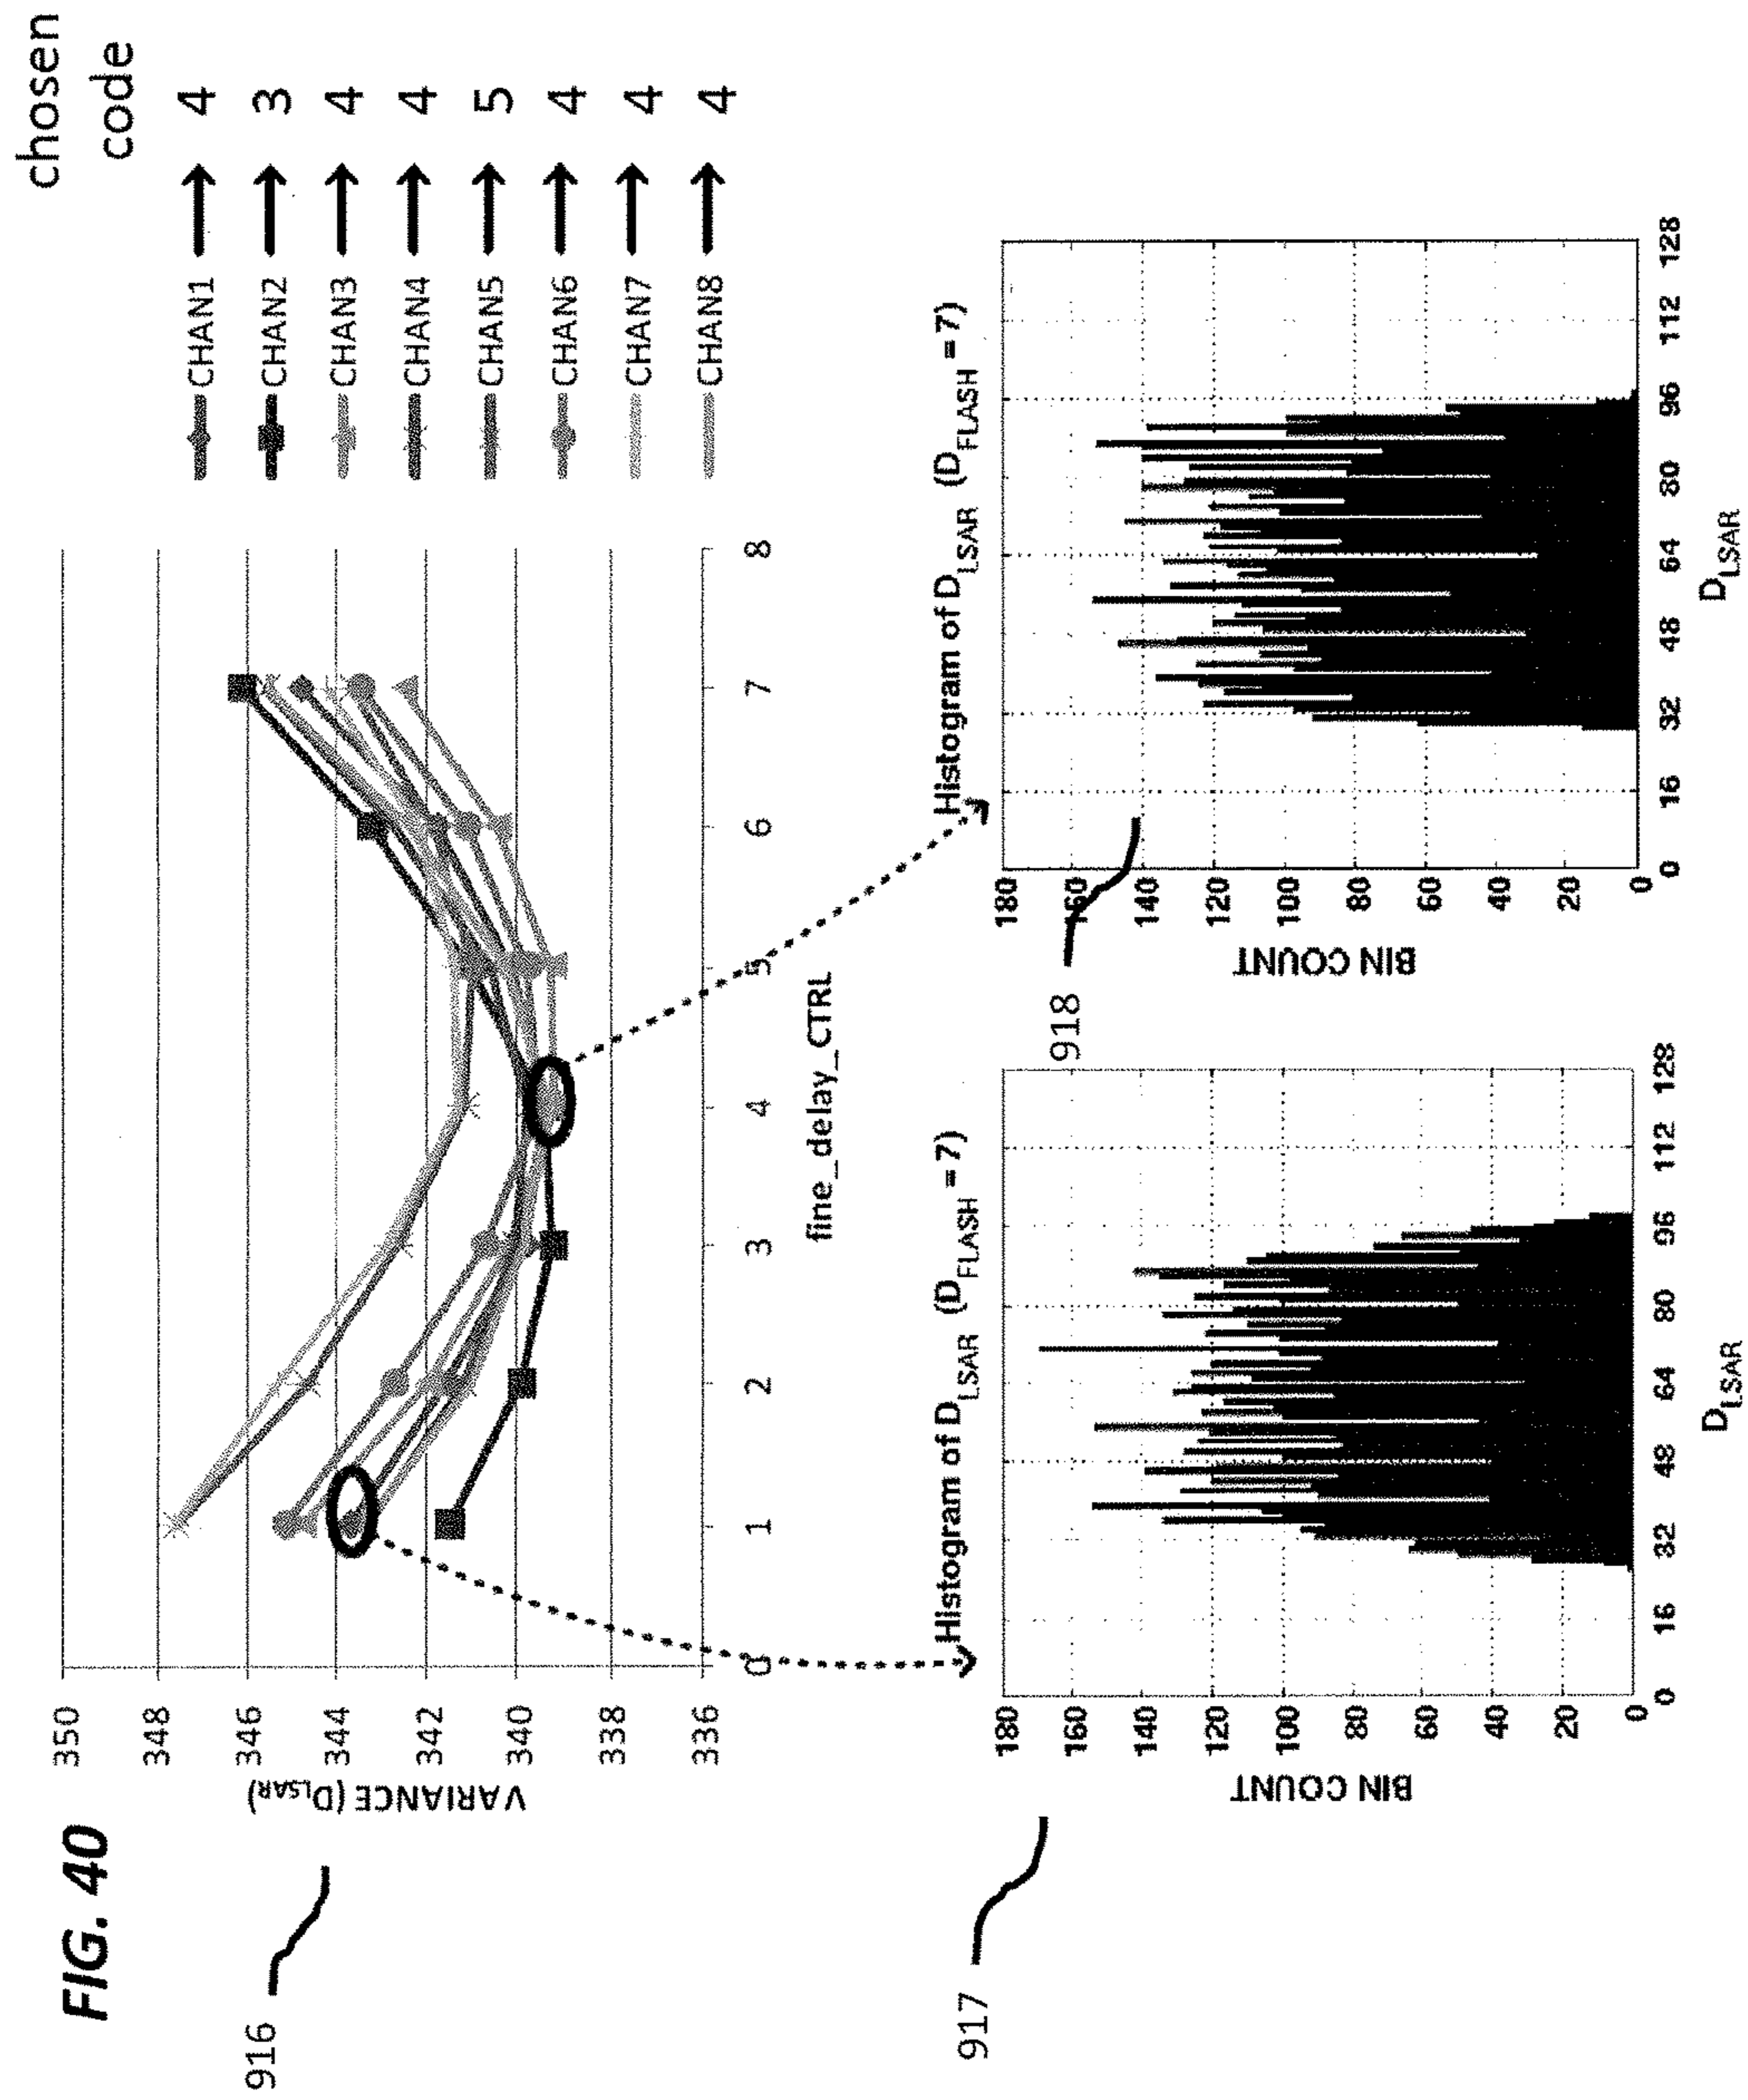 FIG. 40
916
VARIANCE (DLSAR)
350
348
346
344
342
340
338
336
0
1
2
3
4
5
6
7
8
fine_delay_CTRL
chosen
code
CHAN1 4
CHAN2 3
CHAN3 4
CHAN4 4
CHAN5 5
CHAN6 4
CHAN7 4
CHAN8 4
917
Histogram of DLSAR (DFLASH =7)
BIN COUNT
180
160
140
120
100
80
60
40
20
0
0 16 32 48 64 80 96 112 128
DLSAR
918
Histogram of DLSAR (DFLASH =7)
BIN COUNT
180
160
140
120
100
80
60
40
20
0
0 16 32 48 64 80 96 112 128
DLSAR